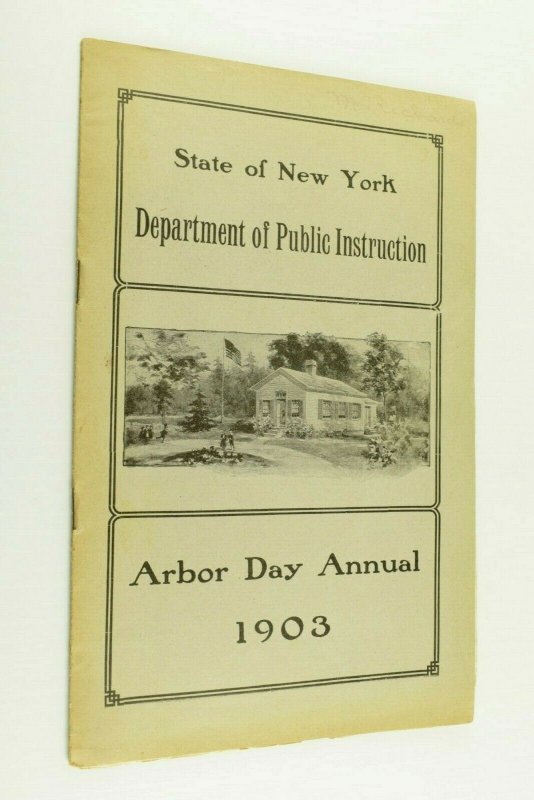 State of New York
Department of Public Instruction
Arbor Day Annual
1903